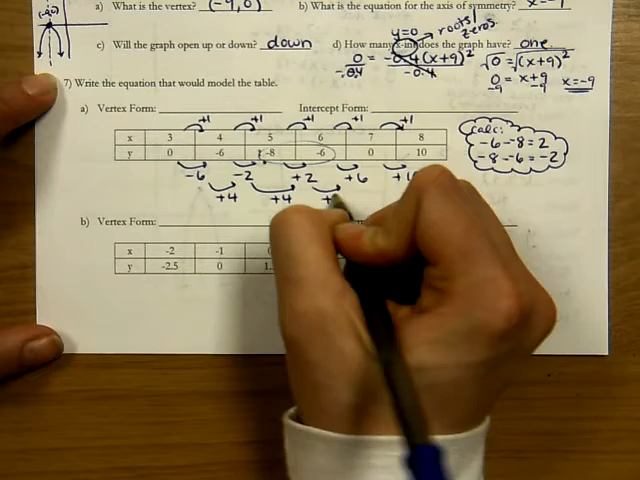 a) What is the vertex? (-9,0) b) What is the equation for the axis of symmetry? x=-9
c) Will the graph open up or down? down d) How many x-int does the graph have? one
y=0 roots/
zeros
0 = -0.4(x+9)²
-0.4 -0.4
√0 = √(x+9)²
0 = x+9
-9 -9
x=-9
7) Write the equation that would model the table.
a) Vertex Form: Intercept Form:
+1 +1 +1 +1 +1
x 3 4 5 6 7 8
y 0 -6 -8 -6 0 10
-6 -2 +2 +6
+4 +4
calc:
-6--8=2
-8--6=-2
b) Vertex Form:
x -2 -1
y -2.5 0